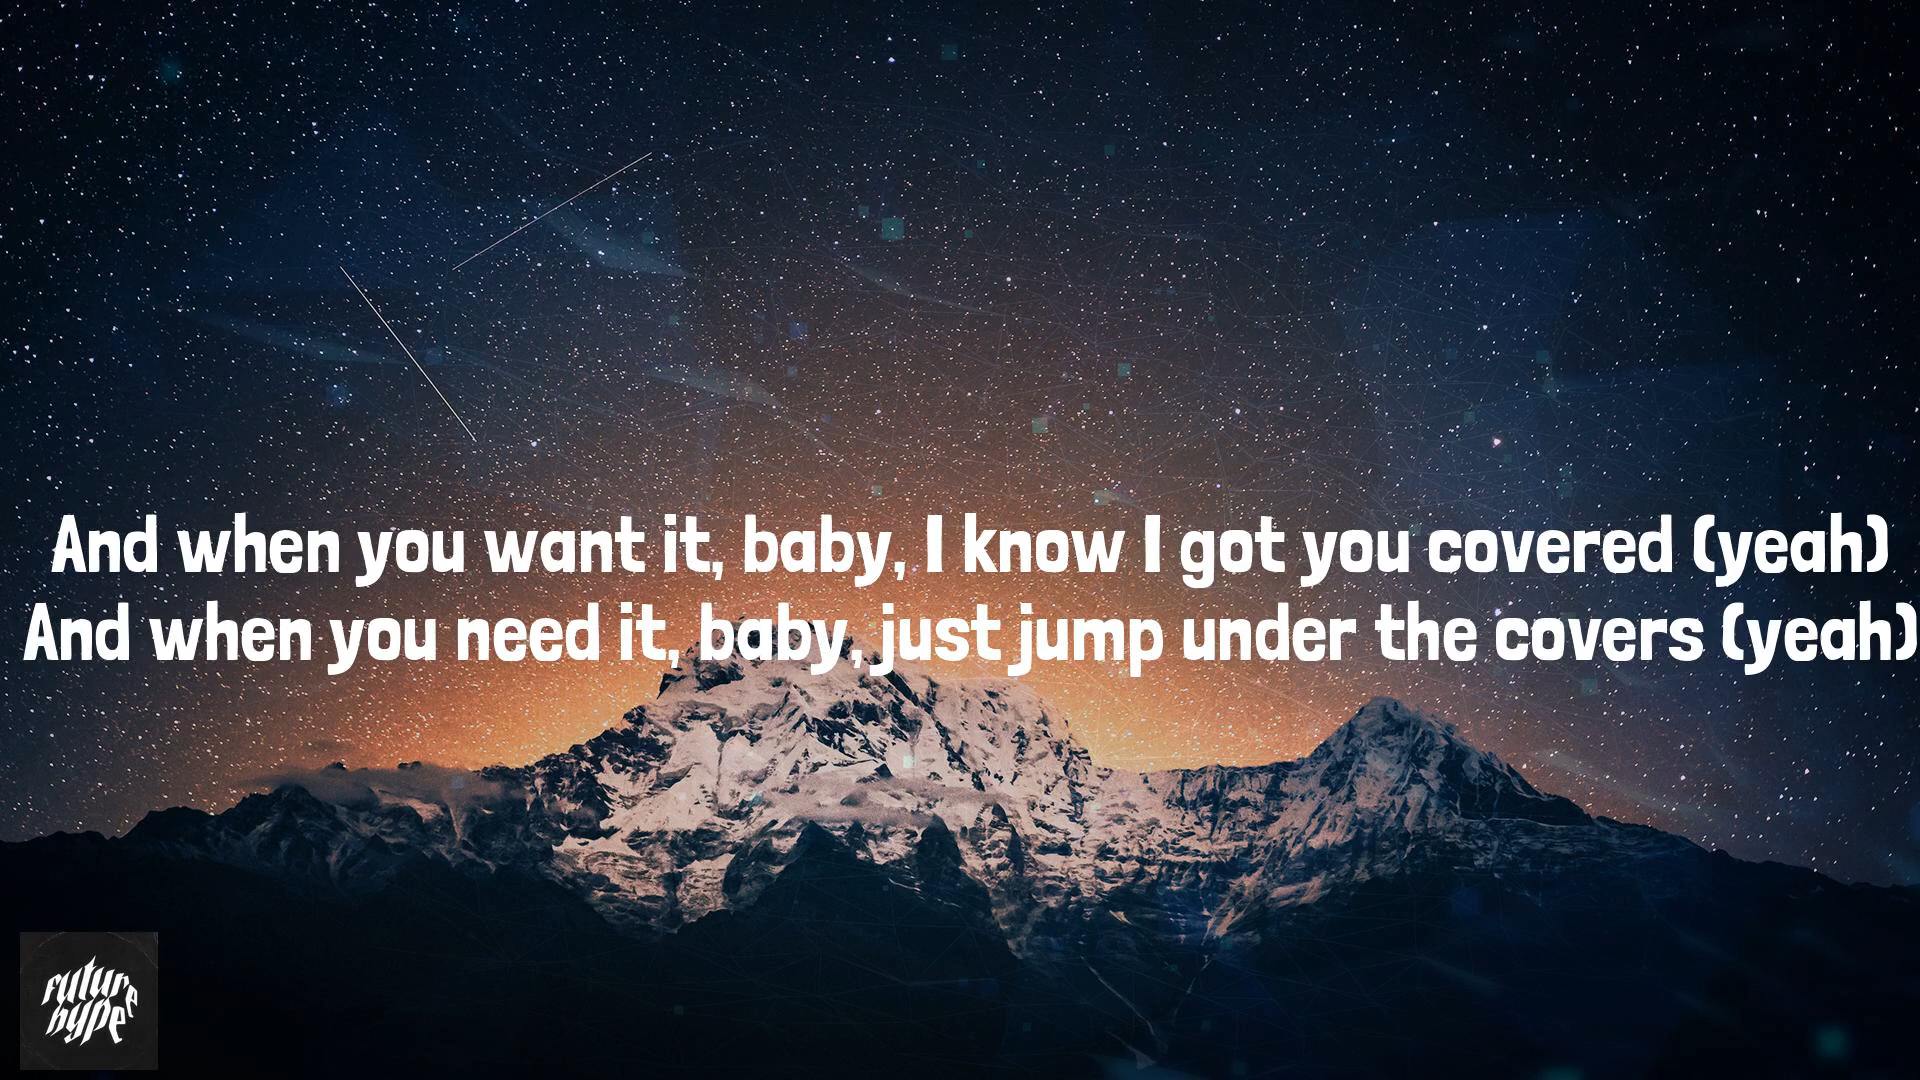 And when you want it, baby, I know I got you covered (yeah)
And when you need it, baby, just jump under the covers (yeah)
future
hype